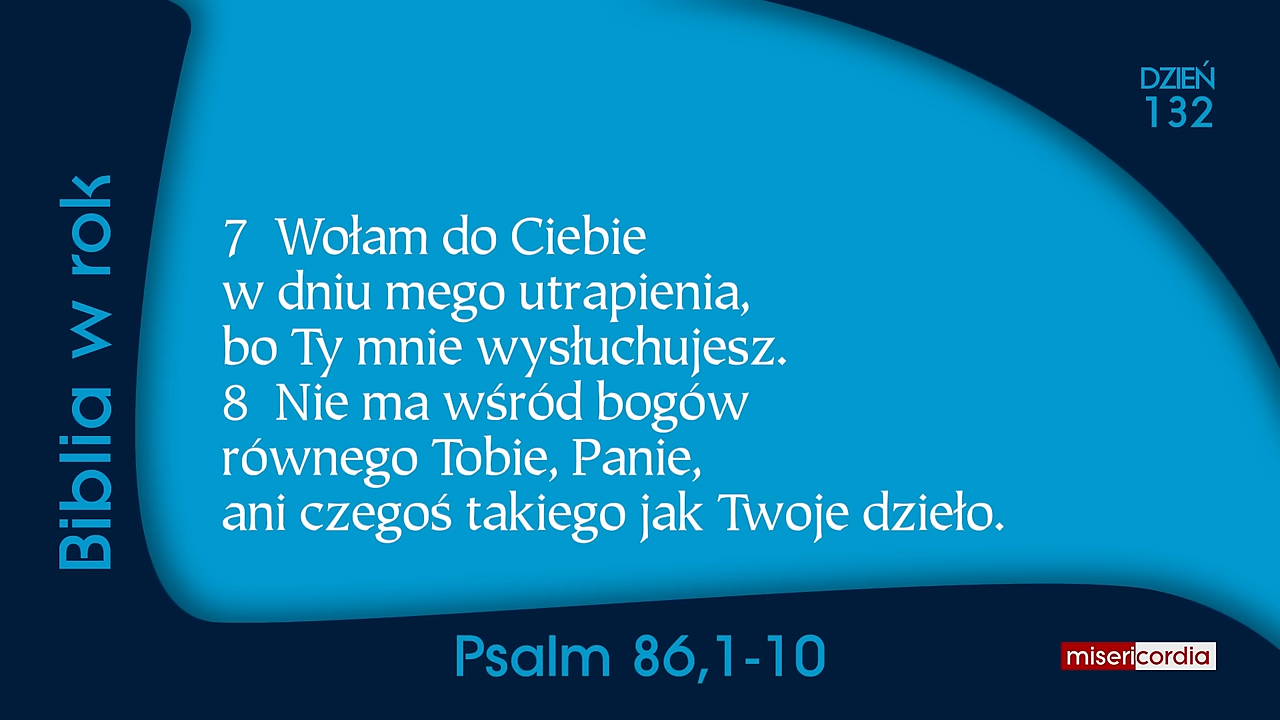 DZIEŃ
132
Biblia w rok
7 Wołam do Ciebie
w dniu mego utrapienia,
bo Ty mnie wysłuchujesz.
8 Nie ma wśród bogów
równego Tobie, Panie,
ani czegoś takiego jak Twoje dzieło.
Psalm 86,1-10
misericordia